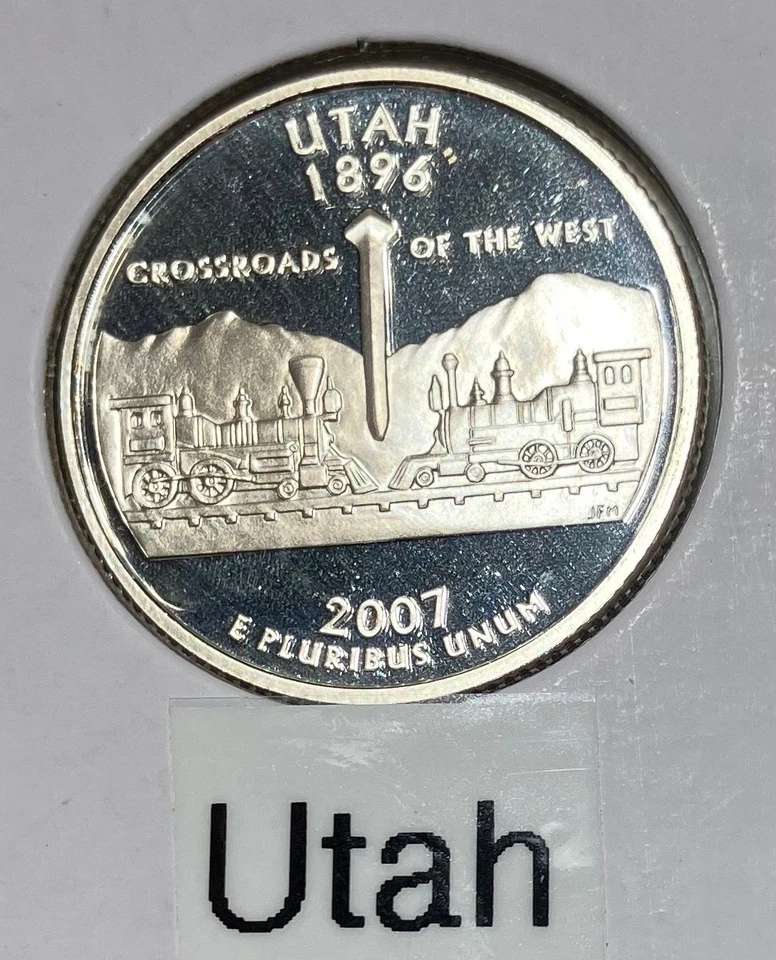 UTAH
1896
CROSSROADS OF THE WEST
JFM
2007
E PLURIBUS UNUM
Utah